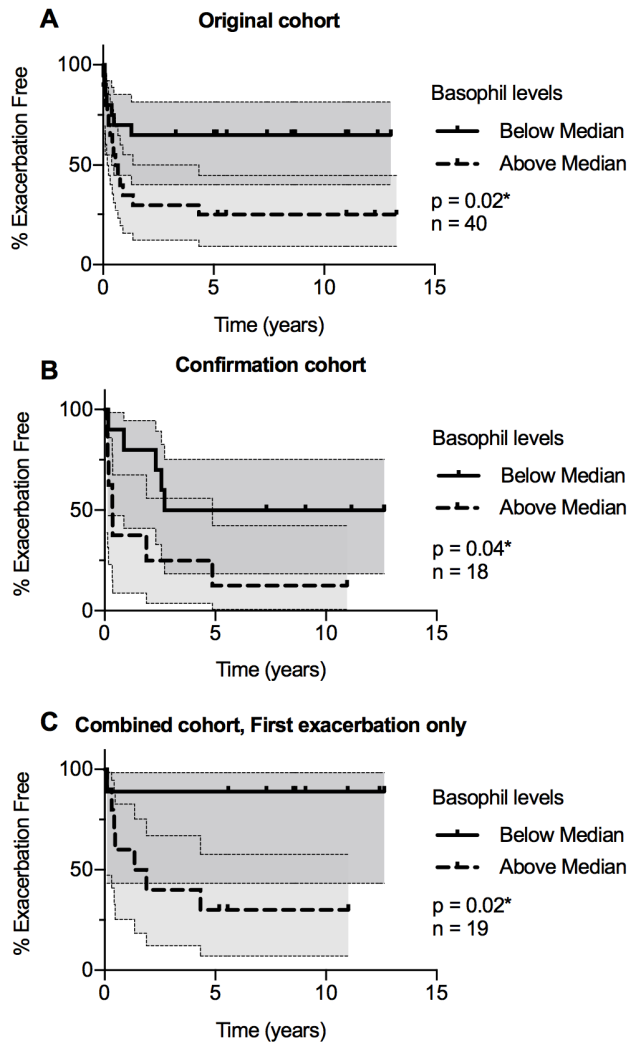 A
Original cohort
% Exacerbation Free
100
50
0
0
5
10
15
Time (years)
Basophil levels
Below Median
Above Median
p = 0.02*
n = 40
B
Confirmation cohort
% Exacerbation Free
100
50
0
0
5
10
15
Time (years)
Basophil levels
Below Median
Above Median
p = 0.04*
n = 18
C Combined cohort, First exacerbation only
% Exacerbation Free
100
50
0
0
5
10
15
Time (years)
Basophil levels
Below Median
Above Median
p = 0.02*
n = 19